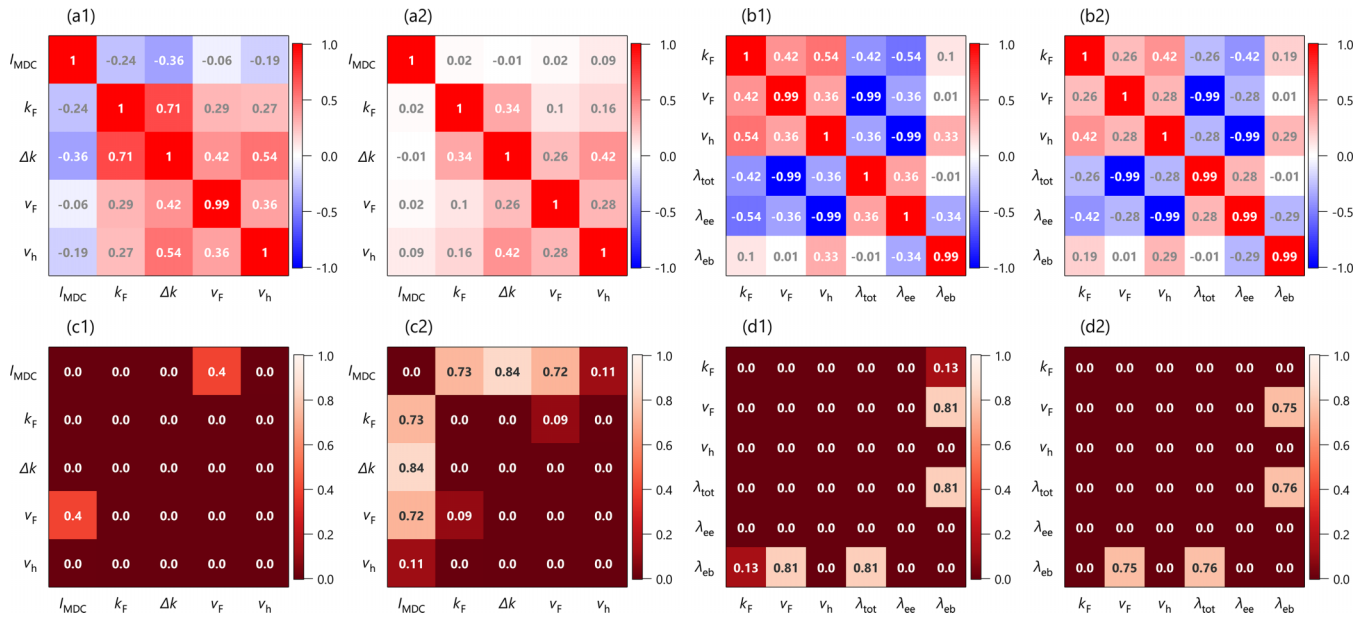 (a1)
I_MDC 1 -0.24 -0.36 -0.06 -0.19 1.0
k_F -0.24 1 0.71 0.29 0.27 0.5
Δk -0.36 0.71 1 0.42 0.54 0.0
v_F -0.06 0.29 0.42 0.99 0.36 -0.5
v_h -0.19 0.27 0.54 0.36 1 -1.0
I_MDC k_F Δk v_F v_h
(a2)
I_MDC 1 0.02 -0.01 0.02 0.09 1.0
k_F 0.02 1 0.34 0.1 0.16 0.5
Δk -0.01 0.34 1 0.26 0.42 0.0
v_F 0.02 0.1 0.26 1 0.28 -0.5
v_h 0.09 0.16 0.42 0.28 1 -1.0
I_MDC k_F Δk v_F v_h
(b1)
k_F 1 0.42 0.54 -0.42 -0.54 0.1 1.0
v_F 0.42 0.99 0.36 -0.99 -0.36 0.01 0.5
v_h 0.54 0.36 1 -0.36 -0.99 0.33
λ_tot -0.42 -0.99 -0.36 1 0.36 -0.01 0.0
λ_ee -0.54 -0.36 -0.99 0.36 1 -0.34 -0.5
λ_eb 0.1 0.01 0.33 -0.01 -0.34 0.99 -1.0
k_F v_F v_h λ_tot λ_ee λ_eb
(b2)
k_F 1 0.26 0.42 -0.26 -0.42 0.19 1.0
v_F 0.26 1 0.28 -0.99 -0.28 0.01 0.5
v_h 0.42 0.28 1 -0.28 -0.99 0.29
λ_tot -0.26 -0.99 -0.28 0.99 0.28 -0.01 0.0
λ_ee -0.42 -0.28 -0.99 0.28 0.99 -0.29 -0.5
λ_eb 0.19 0.01 0.29 -0.01 -0.29 0.99 -1.0
k_F v_F v_h λ_tot λ_ee λ_eb
(c1)
I_MDC 0.0 0.0 0.0 0.4 0.0 1.0
k_F 0.0 0.0 0.0 0.0 0.0 0.8
Δk 0.0 0.0 0.0 0.0 0.0 0.6
v_F 0.4 0.0 0.0 0.0 0.0 0.4
0.2
v_h 0.0 0.0 0.0 0.0 0.0 0.0
I_MDC k_F Δk v_F v_h
(c2)
I_MDC 0.0 0.73 0.84 0.72 0.11 1.0
k_F 0.73 0.0 0.0 0.09 0.0 0.8
Δk 0.84 0.0 0.0 0.0 0.0 0.6
v_F 0.72 0.09 0.0 0.0 0.0 0.4
0.2
v_h 0.11 0.0 0.0 0.0 0.0 0.0
I_MDC k_F Δk v_F v_h
(d1)
k_F 0.0 0.0 0.0 0.0 0.0 0.13 1.0
v_F 0.0 0.0 0.0 0.0 0.0 0.81 0.8
v_h 0.0 0.0 0.0 0.0 0.0 0.0 0.6
λ_tot 0.0 0.0 0.0 0.0 0.0 0.81 0.4
λ_ee 0.0 0.0 0.0 0.0 0.0 0.0 0.2
λ_eb 0.13 0.81 0.0 0.81 0.0 0.0 0.0
k_F v_F v_h λ_tot λ_ee λ_eb
(d2)
k_F 0.0 0.0 0.0 0.0 0.0 0.0 1.0
v_F 0.0 0.0 0.0 0.0 0.0 0.75 0.8
v_h 0.0 0.0 0.0 0.0 0.0 0.0 0.6
λ_tot 0.0 0.0 0.0 0.0 0.0 0.76 0.4
λ_ee 0.0 0.0 0.0 0.0 0.0 0.0 0.2
λ_eb 0.0 0.75 0.0 0.76 0.0 0.0 0.0
k_F v_F v_h λ_tot λ_ee λ_eb